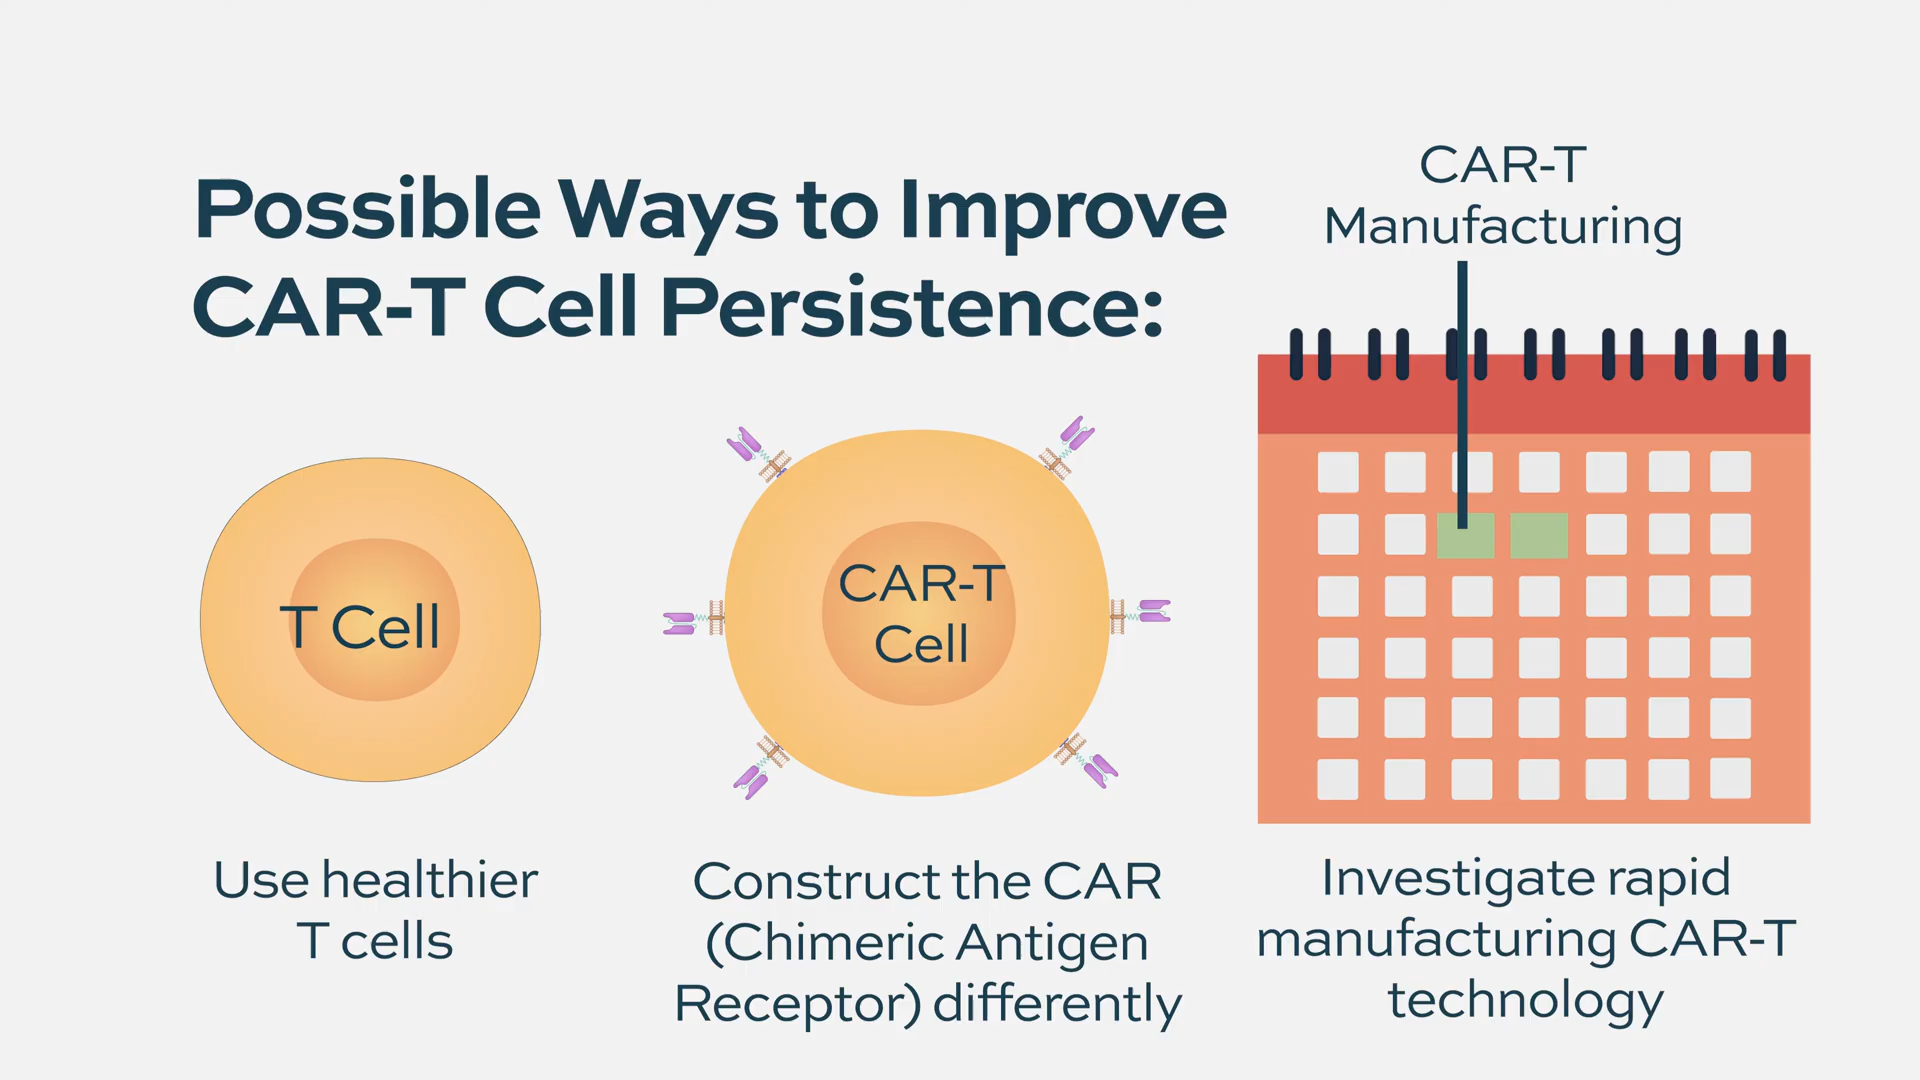 Possible Ways to Improve
CAR-T Cell Persistence:
T Cell
Use healthier
T cells
CAR-T
Cell
Construct the CAR
(Chimeric Antigen
Receptor) differently
CAR-T
Manufacturing
Investigate rapid
manufacturing CAR-T
technology